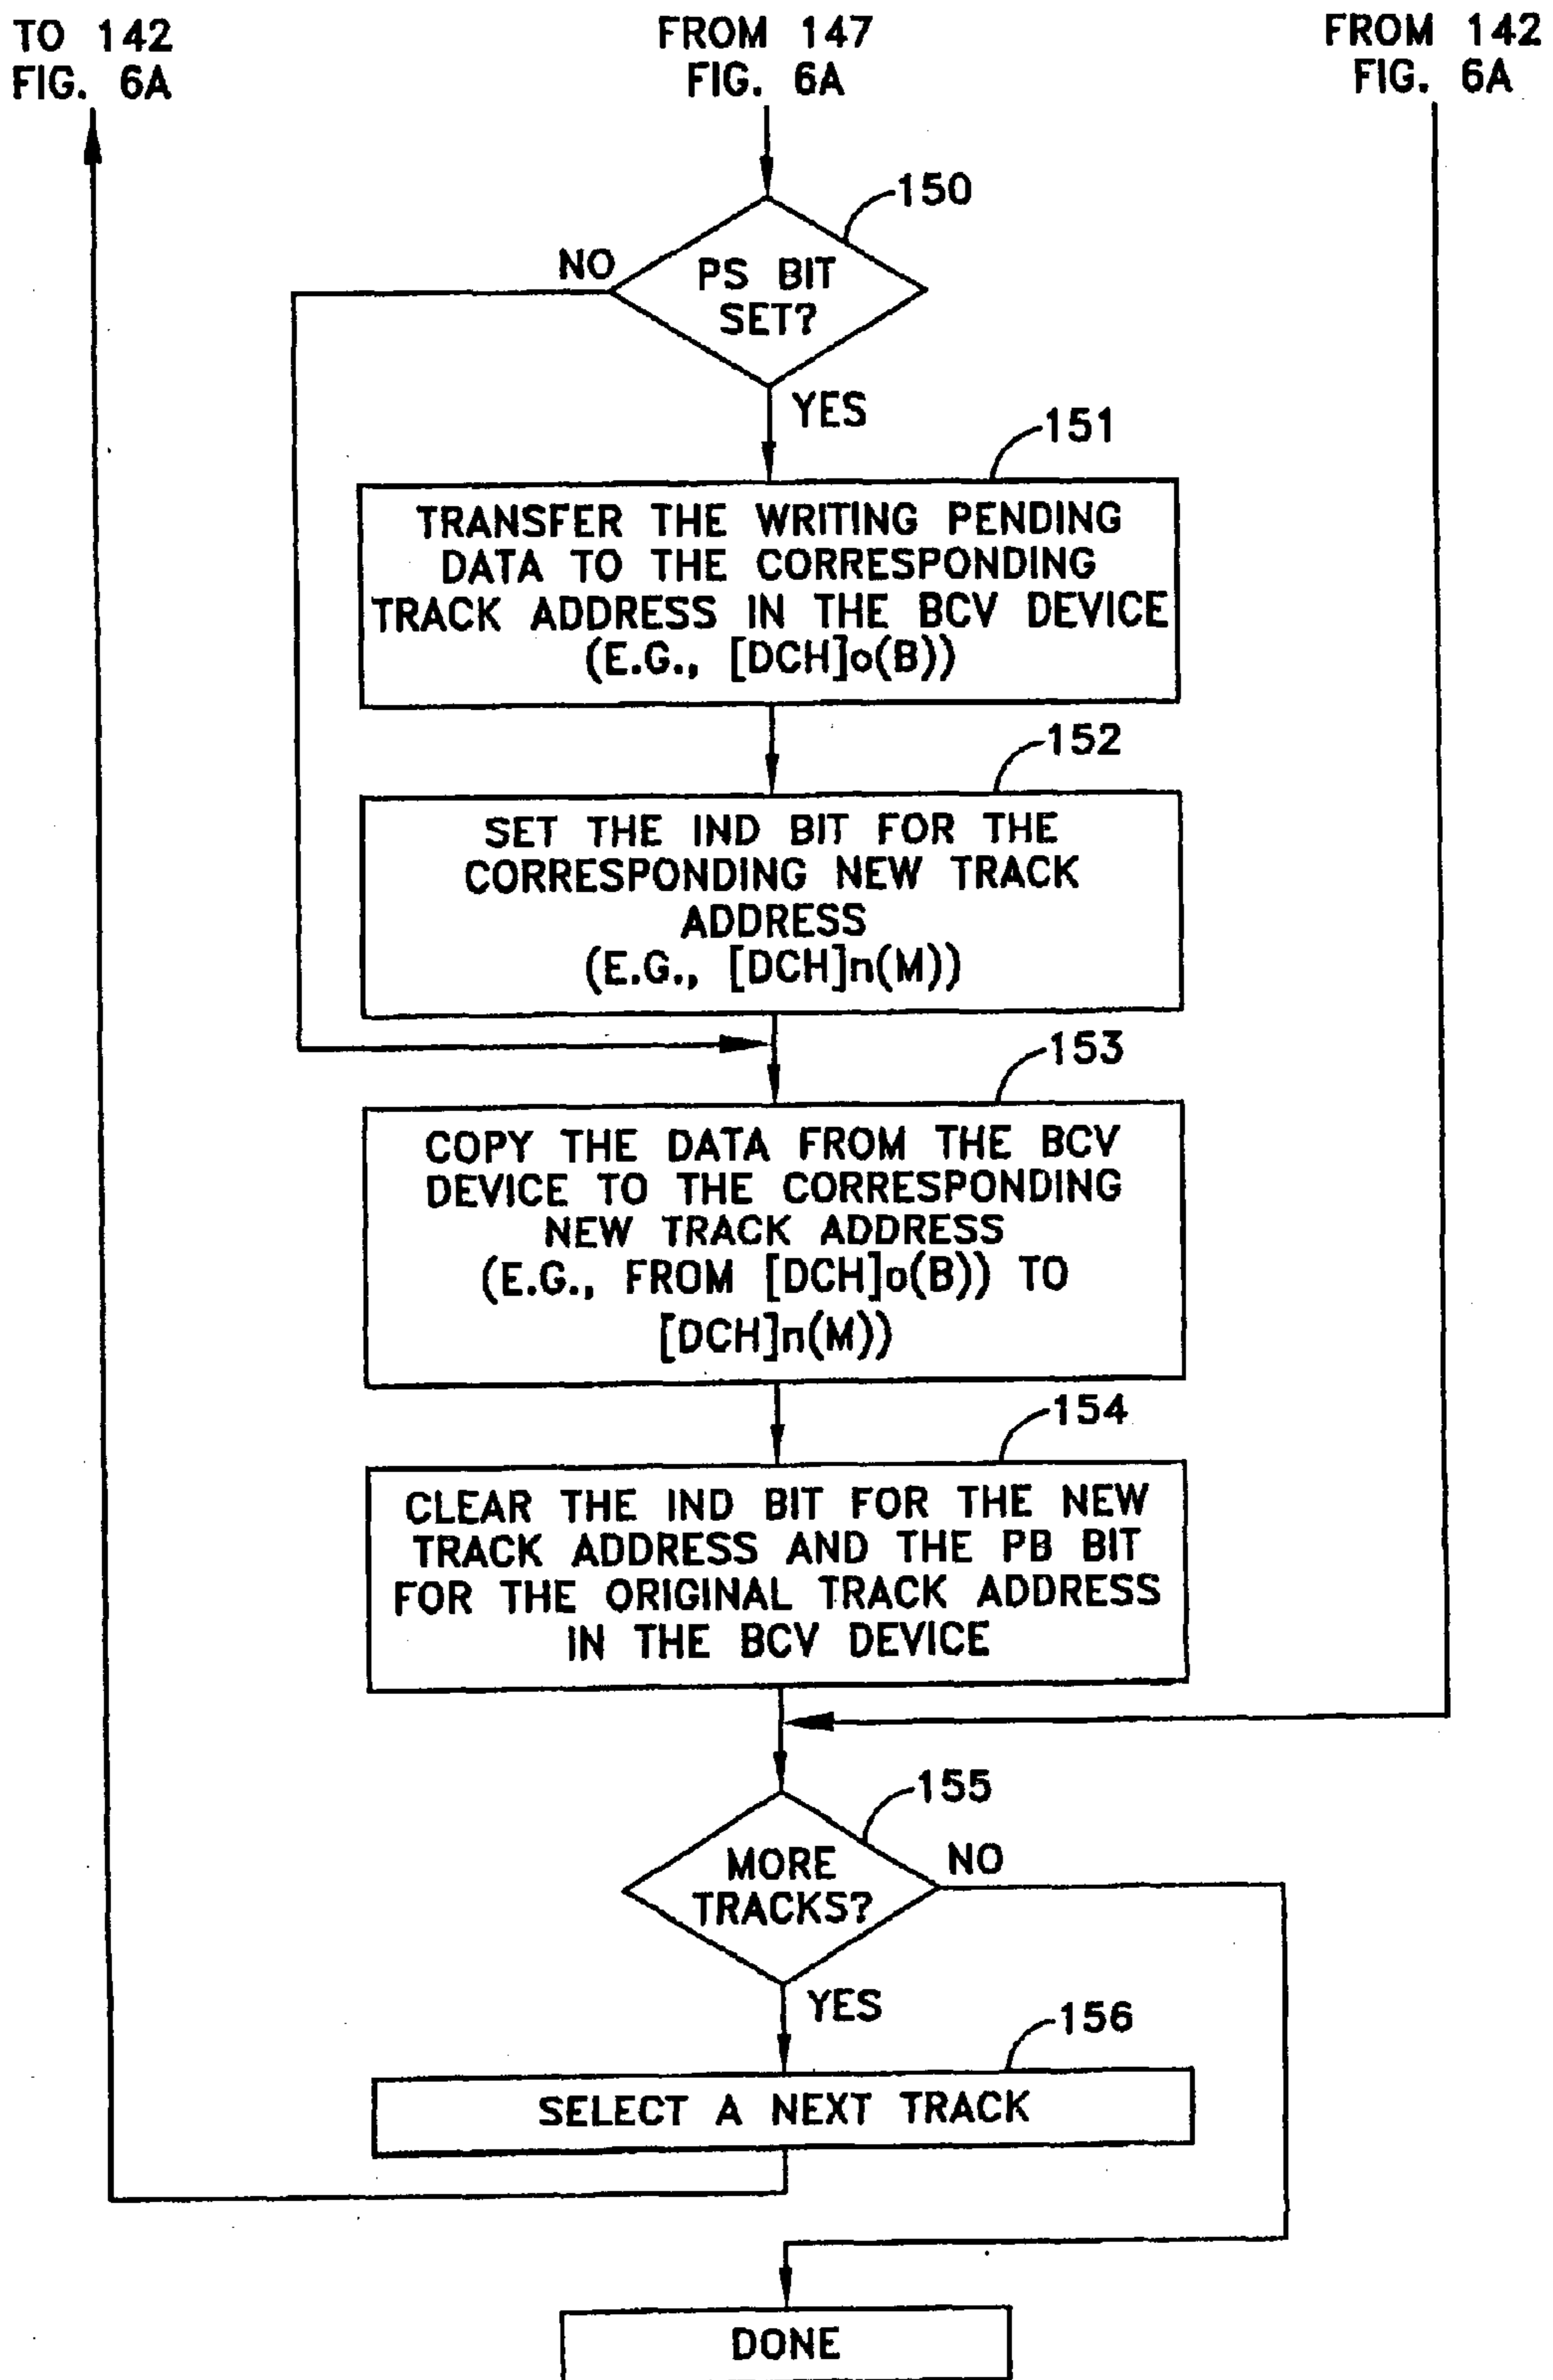 TO 142
FIG. 6A
FROM 147
FIG. 6A
FROM 142
FIG. 6A
150
NO
PS BIT
SET?
YES
151
TRANSFER THE WRITING PENDING
DATA TO THE CORRESPONDING
TRACK ADDRESS IN THE BCV DEVICE
(E.G., [DCH]o(B))
152
SET THE IND BIT FOR THE
CORRESPONDING NEW TRACK
ADDRESS
(E.G., [DCH]n(M))
153
COPY THE DATA FROM THE BCV
DEVICE TO THE CORRESPONDING
NEW TRACK ADDRESS
(E.G., FROM [DCH]o(B)) TO
[DCH]n(M))
154
CLEAR THE IND BIT FOR THE NEW
TRACK ADDRESS AND THE PB BIT
FOR THE ORIGINAL TRACK ADDRESS
IN THE BCV DEVICE
155
MORE
TRACKS?
NO
YES
156
SELECT A NEXT TRACK
DONE